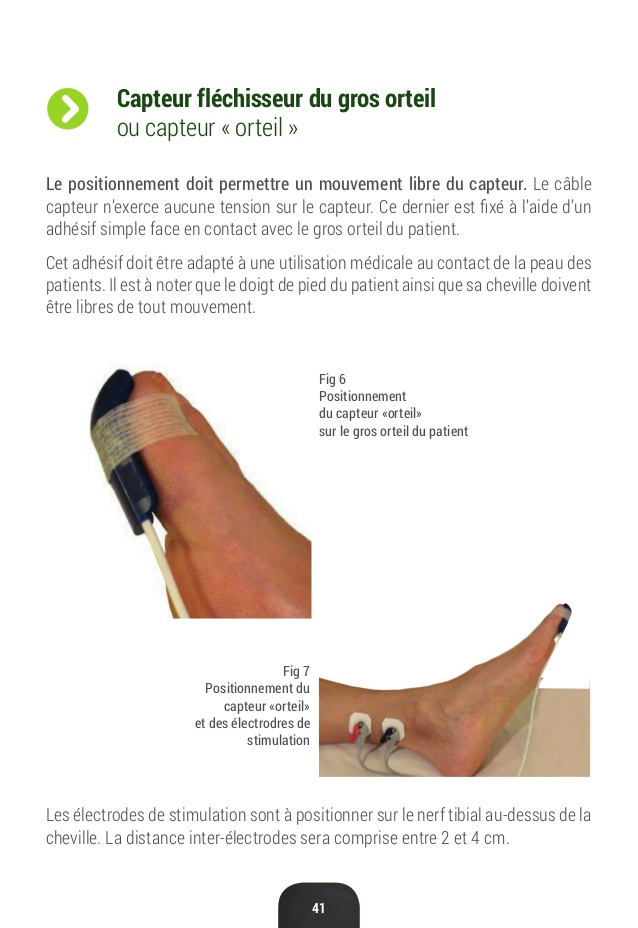 Capteur fléchisseur du gros orteil
ou capteur « orteil »
Le positionnement doit permettre un mouvement libre du capteur. Le câble
capteur n’exerce aucune tension sur le capteur. Ce dernier est fixé à l’aide d’un
adhésif simple face en contact avec le gros orteil du patient.
Cet adhésif doit être adapté à une utilisation médicale au contact de la peau des
patients. Il est à noter que le doigt de pied du patient ainsi que sa cheville doivent
être libres de tout mouvement.
Fig 6
Positionnement
du capteur «orteil»
sur le gros orteil du patient
Fig 7
Positionnement du
capteur «orteil»
et des électrodres de
stimulation
Les électrodes de stimulation sont à positionner sur le nerf tibial au-dessus de la
cheville. La distance inter-électrodes sera comprise entre 2 et 4 cm.
41